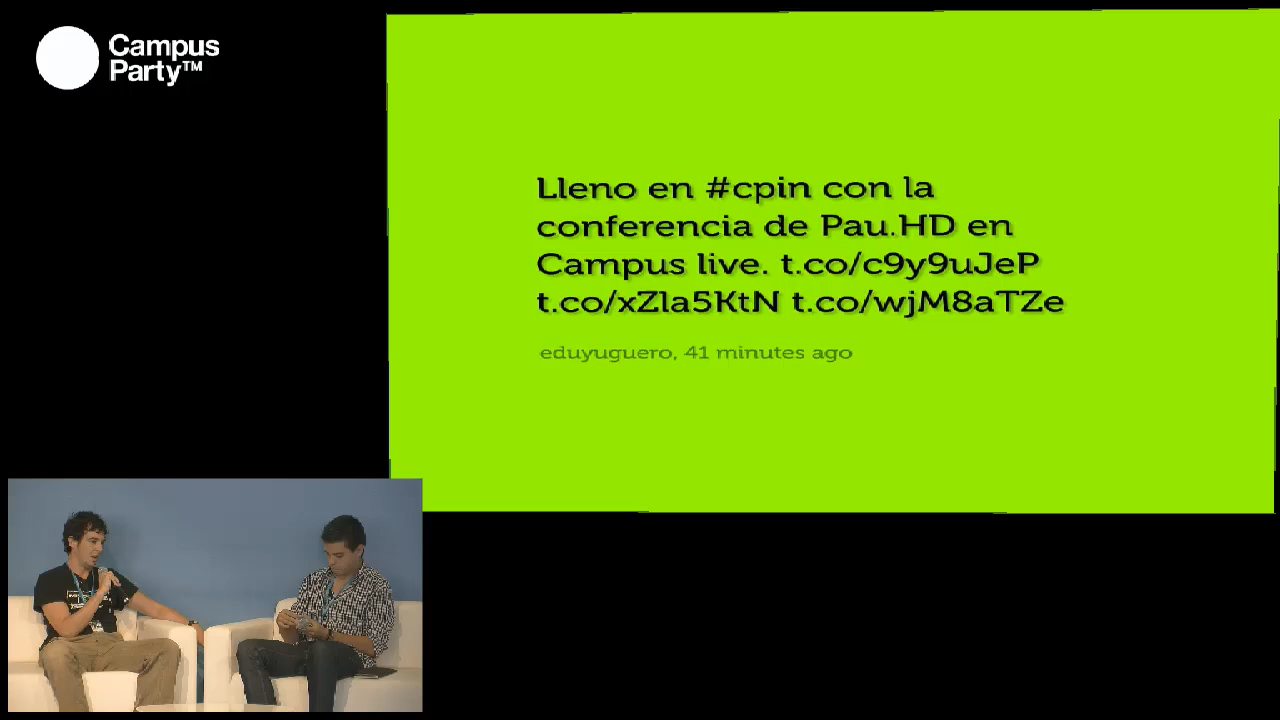 Campus
Party™
Lleno en #cpin con la
conferencia de Pau.HD en
Campus live. t.co/c9y9uJeP
t.co/xZla5KtN t.co/wjM8aTZe
eduyuguero, 41 minutes ago